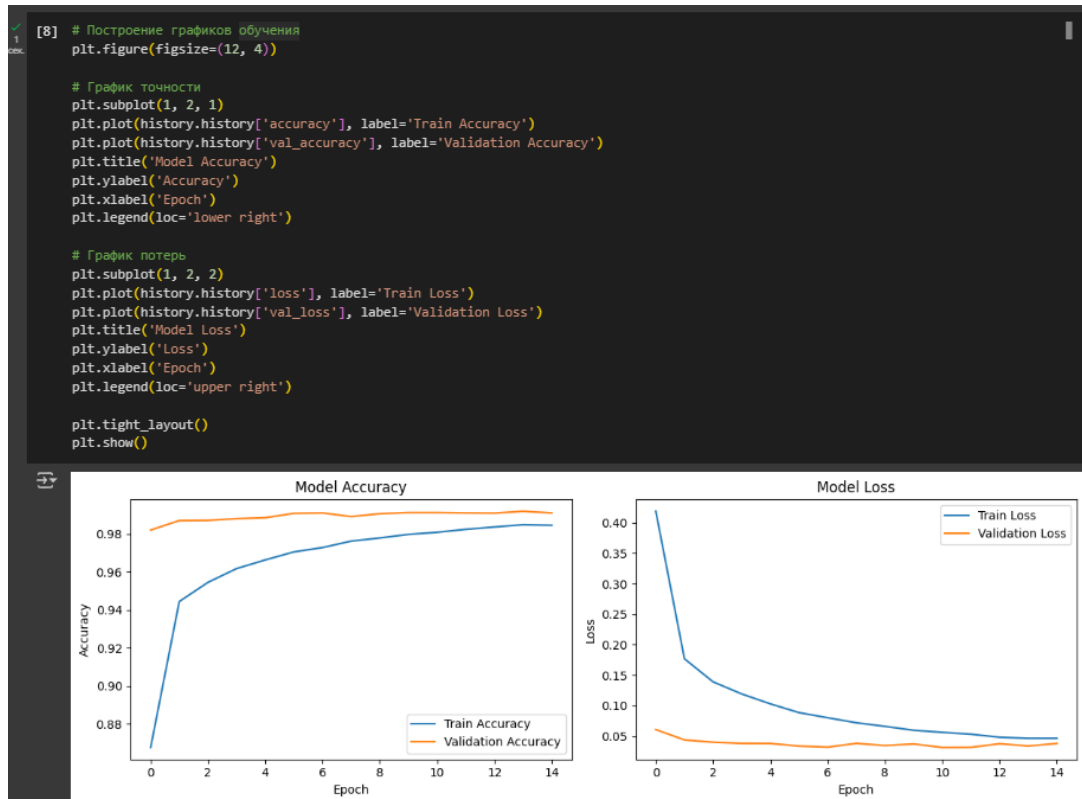 [8] # Построение графиков обучения
1
сек.
plt.figure(figsize=(12, 4))
# График точности
plt.subplot(1, 2, 1)
plt.plot(history.history['accuracy'], label='Train Accuracy')
plt.plot(history.history['val_accuracy'], label='Validation Accuracy')
plt.title('Model Accuracy')
plt.ylabel('Accuracy')
plt.xlabel('Epoch')
plt.legend(loc='lower right')
# График потерь
plt.subplot(1, 2, 2)
plt.plot(history.history['loss'], label='Train Loss')
plt.plot(history.history['val_loss'], label='Validation Loss')
plt.title('Model Loss')
plt.ylabel('Loss')
plt.xlabel('Epoch')
plt.legend(loc='upper right')
plt.tight_layout()
plt.show()
Model Accuracy
Accuracy
0.98
0.96
0.94
0.92
0.90
0.88
Train Accuracy
Validation Accuracy
0 2 4 6 8 10 12 14
Epoch
Model Loss
Loss
0.40
0.35
0.30
0.25
0.20
0.15
0.10
0.05
Train Loss
Validation Loss
0 2 4 6 8 10 12 14
Epoch